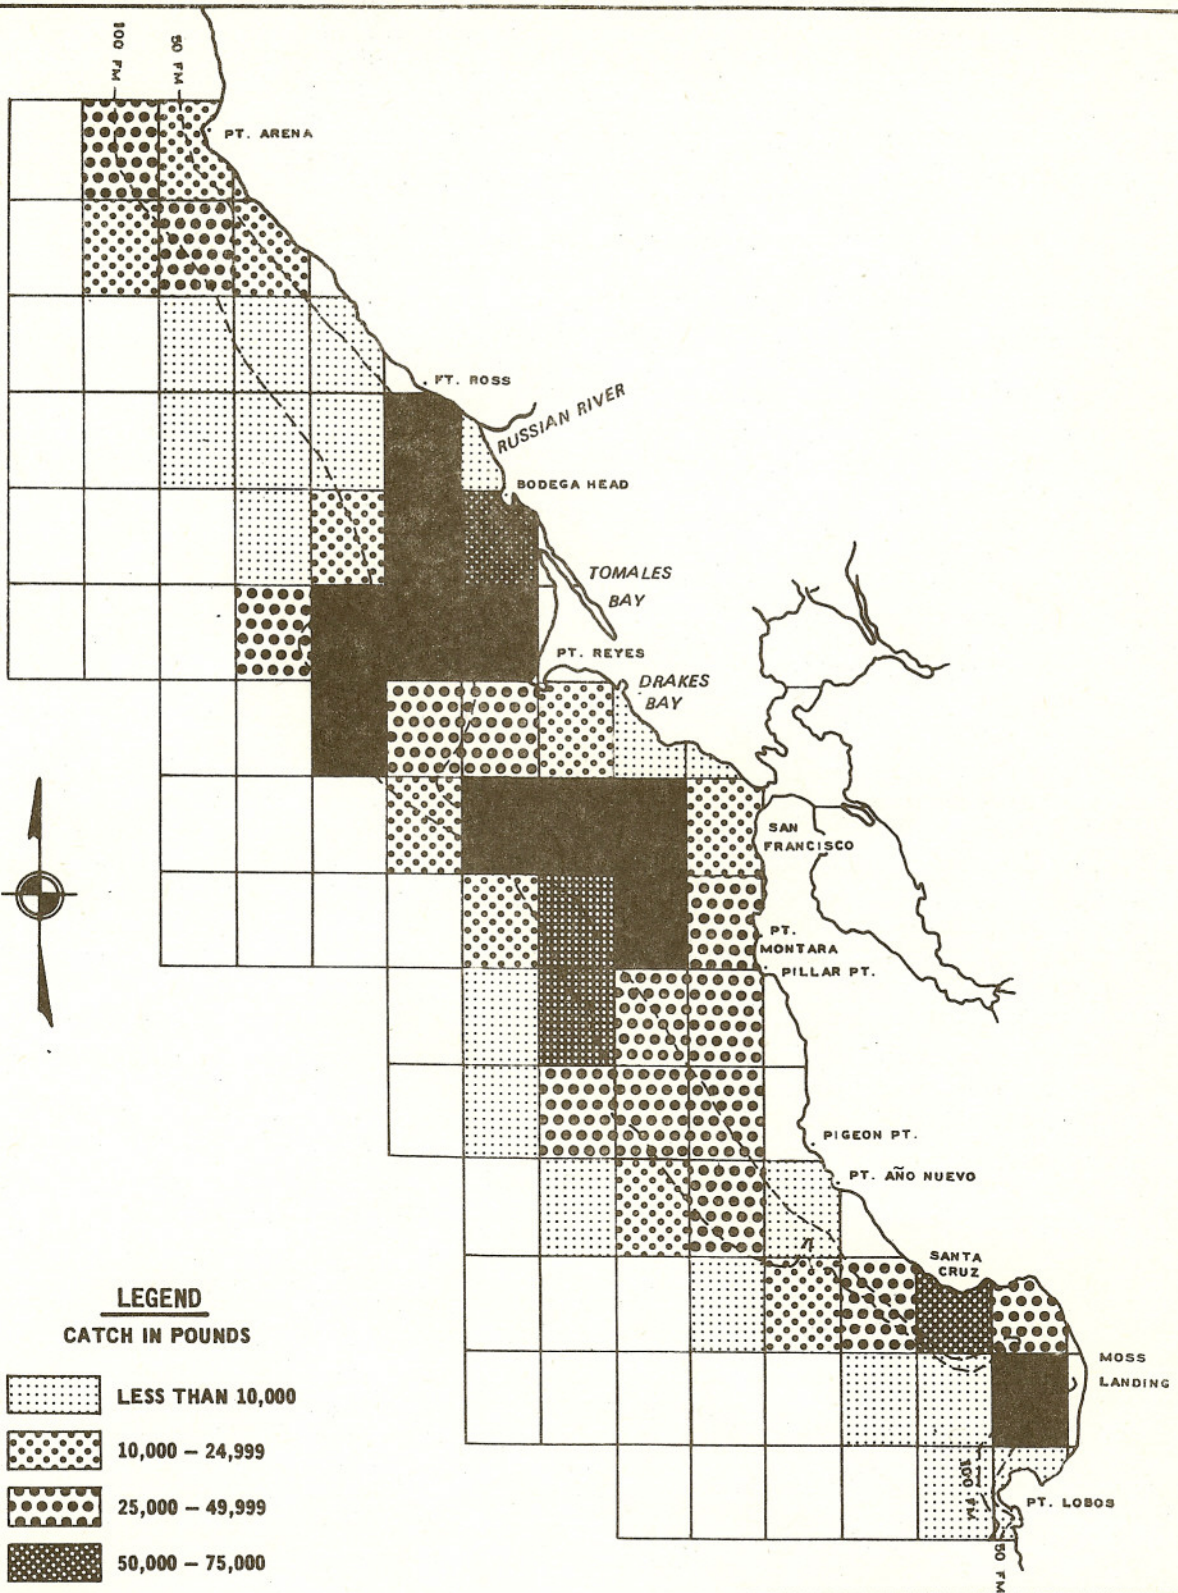 100 FM
50 FM
PT. ARENA
FT. ROSS
RUSSIAN RIVER
BODEGA HEAD
TOMALES
BAY
PT. REYES
DRAKES
BAY
SAN
FRANCISCO
PT.
MONTARA
PILLAR PT.
PIGEON PT.
PT. AÑO NUEVO
SANTA
CRUZ
MOSS
LANDING
100 FM
PT. LOBOS
50 FM
LEGEND
CATCH IN POUNDS
LESS THAN 10,000
10,000 – 24,999
25,000 – 49,999
50,000 – 75,000